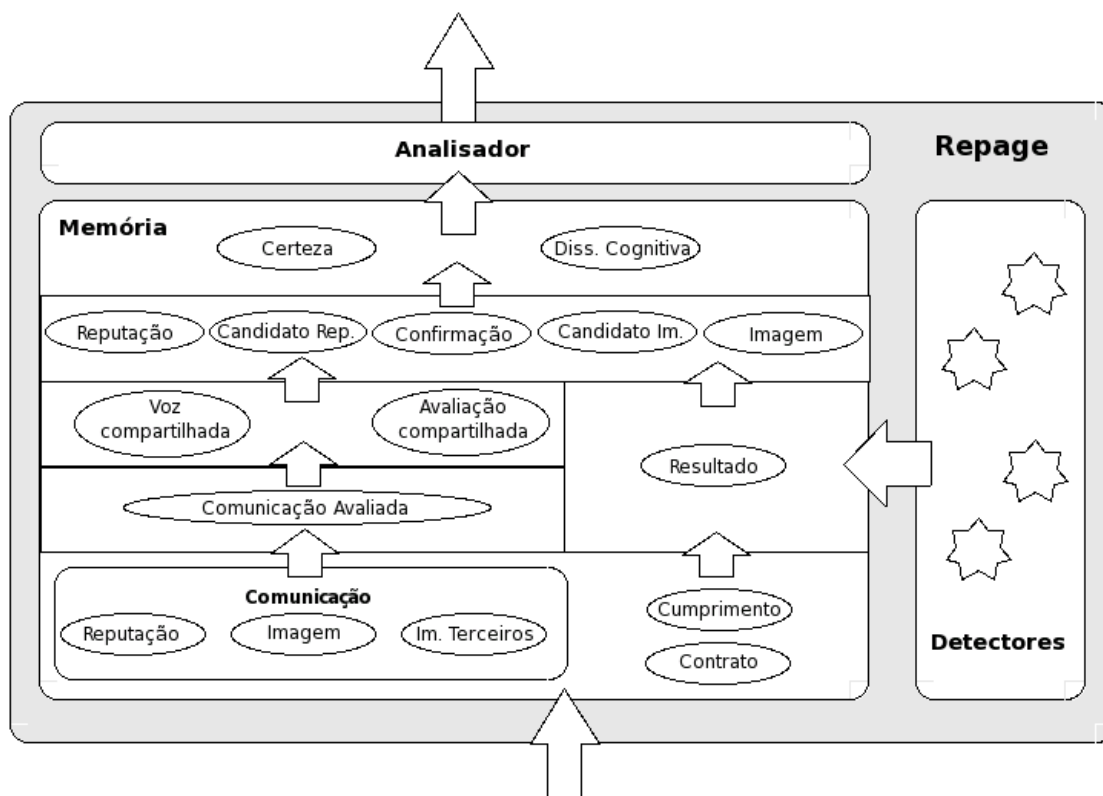 Analisador
Repage
Memória
Certeza
Diss. Cognitiva
Reputação
Candidato Rep.
Confirmação
Candidato Im.
Imagem
Voz
compartilhada
Avaliação
compartilhada
Resultado
Comunicação Avaliada
Comunicação
Reputação
Imagem
Im. Terceiros
Cumprimento
Contrato
Detectores